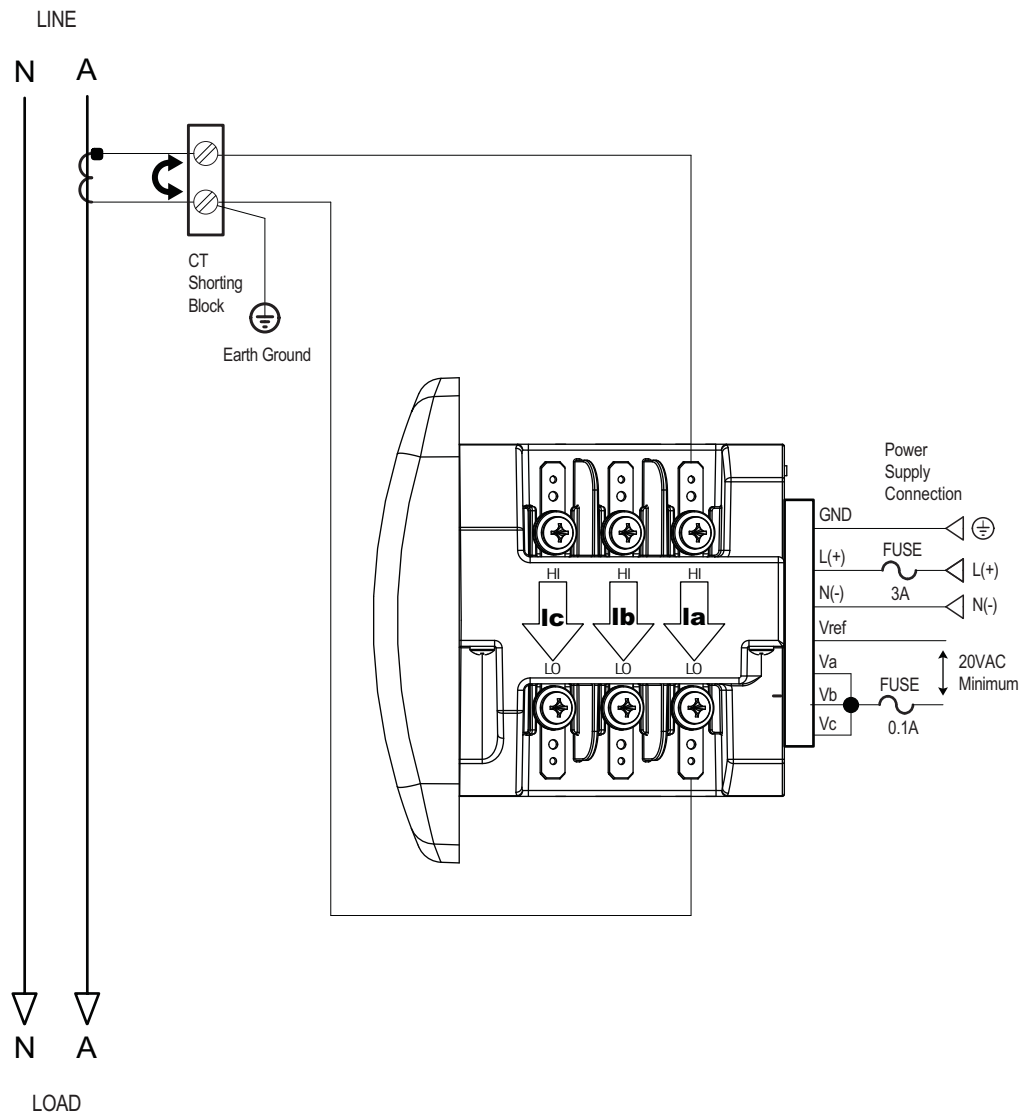 LINE
N
A
CT
Shorting
Block
Earth Ground
Power
Supply
Connection
GND
L(+)
FUSE
3A
L(+)
N(-)
N(-)
Vref
Va
Vb
Vc
FUSE
0.1A
20VAC
Minimum
HI
HI
HI
Ic
Ib
Ia
LO
LO
LO
N
A
LOAD